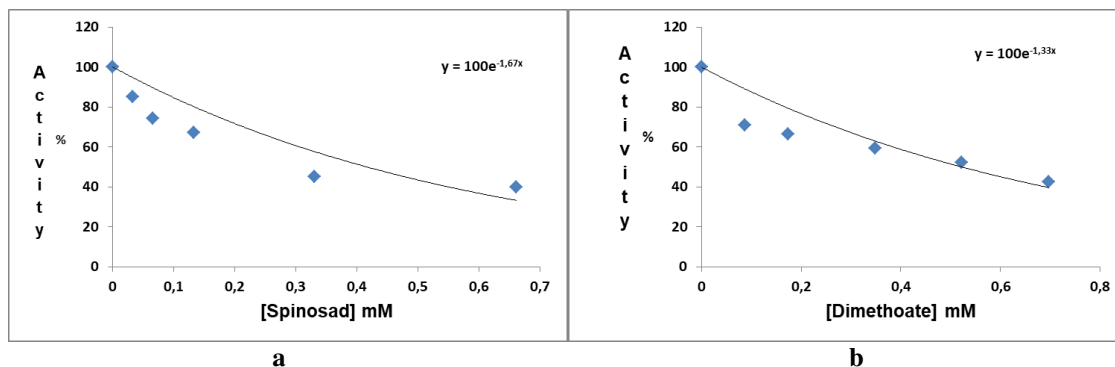 120
100
80
60
40
20
0
Activity
%
y = 100e^-1,67x
0 0,1 0,2 0,3 0,4 0,5 0,6 0,7
[Spinosad] mM
a
120
100
80
60
40
20
0
Activity
%
y = 100e^-1,33x
0 0,2 0,4 0,6 0,8
[Dimethoate] mM
b